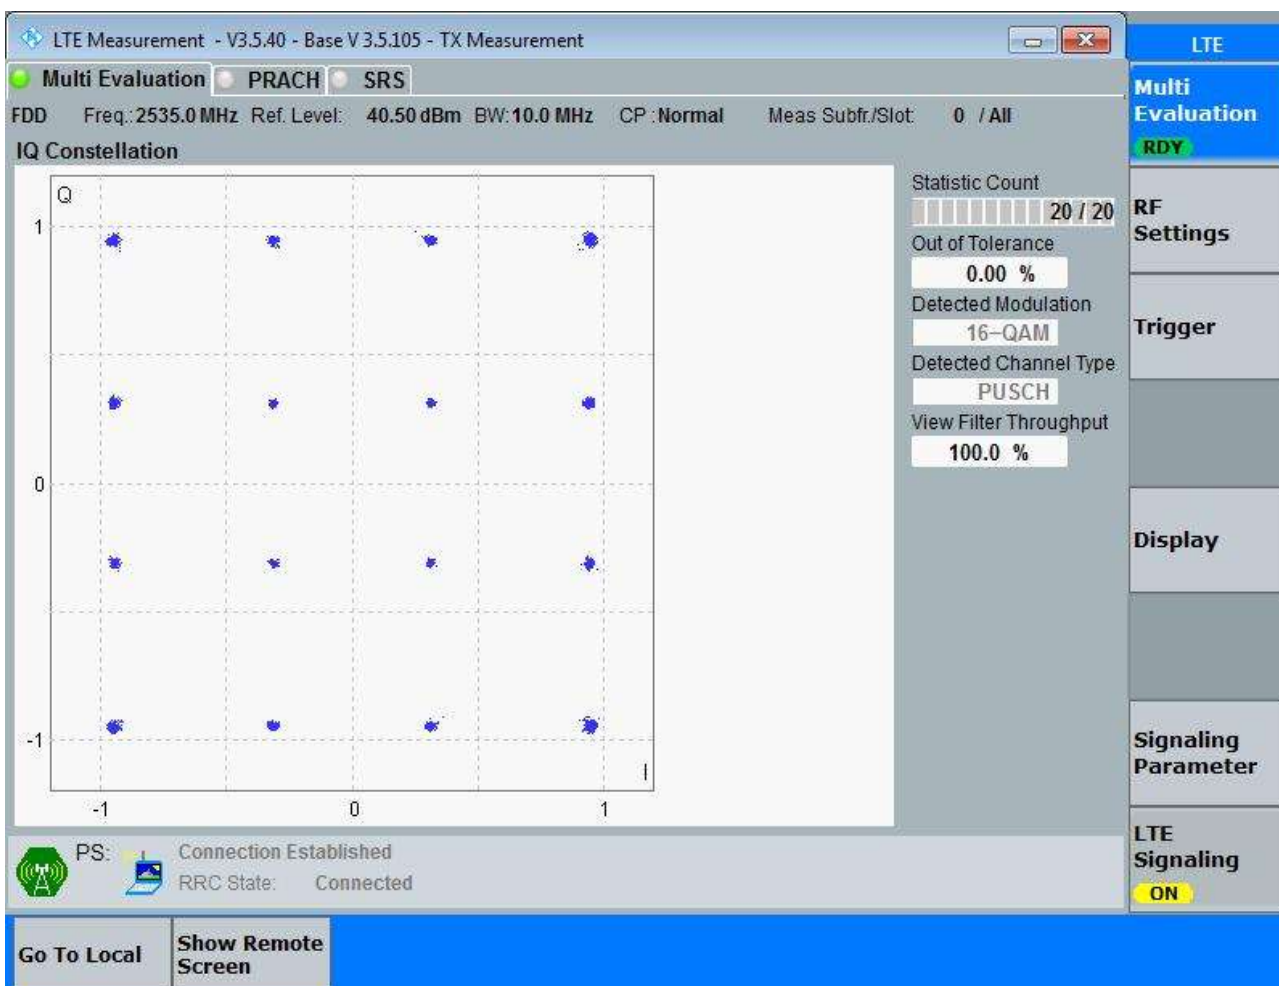 LTE Measurement - V3.5.40 - Base V 3.5.105 - TX Measurement
LTE
Multi Evaluation PRACH SRS
Multi
Evaluation
RDY
FDD Freq.: 2535.0 MHz Ref. Level: 40.50 dBm BW: 10.0 MHz CP : Normal Meas Subfr./Slot: 0 / All
IQ Constellation
Q
1
0
-1
I
-1 0 1
Statistic Count
20 / 20
Out of Tolerance
0.00 %
Detected Modulation
16-QAM
Detected Channel Type
PUSCH
View Filter Throughput
100.0 %
RF
Settings
Trigger
Display
Signaling
Parameter
LTE
Signaling
ON
PS: Connection Established
RRC State: Connected
Go To Local
Show Remote
Screen